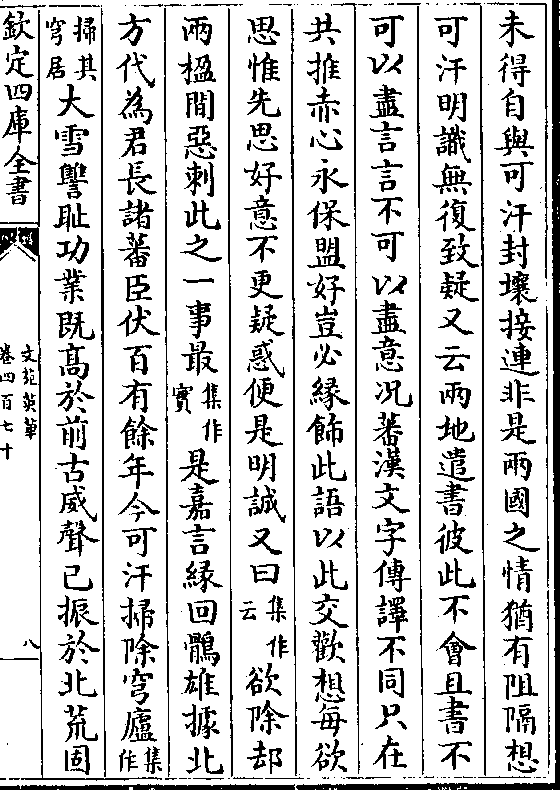 未得自與可汗封壤接連非是兩國之情猶有阻隔想
可汗明識無復致疑又云兩地遣書彼此不會且書不
可以盡言言不可以盡意况蕃漢文字傳譯不同只在
共推赤心永保盟好豈必緣飾此語以此交歡想每欲
思惟先思好意不更疑惑便是明誠又曰集作云欲除却
兩楹間惡刺此之一事最集作實是嘉言緣回鶻雄據北
方代為君長諸蕃臣伏百有餘年今可汗掃除穹廬集作
掃其穹居大雪讐耻功業既髙於前古威聲已振於北荒固
欽定四庫全書
文苑英華
卷四百七十
八